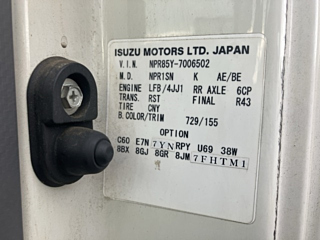 ISUZU MOTORS LTD. JAPAN
V.I.N. NPR85Y-7006502
M.D. NPR1SN K AE/BE
ENGINE LFB/4JJ1 RR AXLE 6CP
TRANS. RST FINAL R43
TIRE CNY
B.COLOR/TRIM 729/155
OPTION
C60 E7N 7YN RPY U69 38W
8BX 8GJ 8GR 8JM 7FHTM1